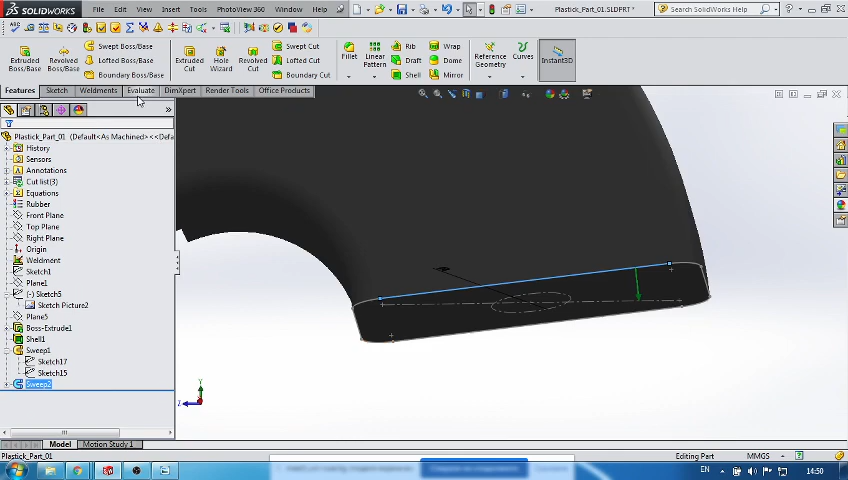 SOLIDWORKS File Edit View Insert Tools PhotoView 360 Window Help Plastick_Part_01.SLDPRT * Search SolidWorks Help
Extruded Boss/Base Revolved Boss/Base Swept Boss/Base Lofted Boss/Base Boundary Boss/Base Extruded Cut Hole Wizard Revolved Cut Swept Cut Lofted Cut Boundary Cut Fillet Linear Pattern Rib Draft Shell Wrap Dome Mirror Reference Geometry Curves Instant3D
Features Sketch Weldments Evaluate DimXpert Render Tools Office Products
Plastick_Part_01 (Default<As Machined><<Defa
History
Sensors
Annotations
Cut list(3)
Equations
Rubber
Front Plane
Top Plane
Right Plane
Origin
Weldment
Sketch1
Plane1
(-) Sketch5
Sketch Picture2
Plane5
Boss-Extrude1
Shell1
Sweep1
Sketch17
Sketch15
Sweep2
Y
Z
Model Motion Study 1
Plastick_Part_01 Editing Part MMGS
EN 14:50